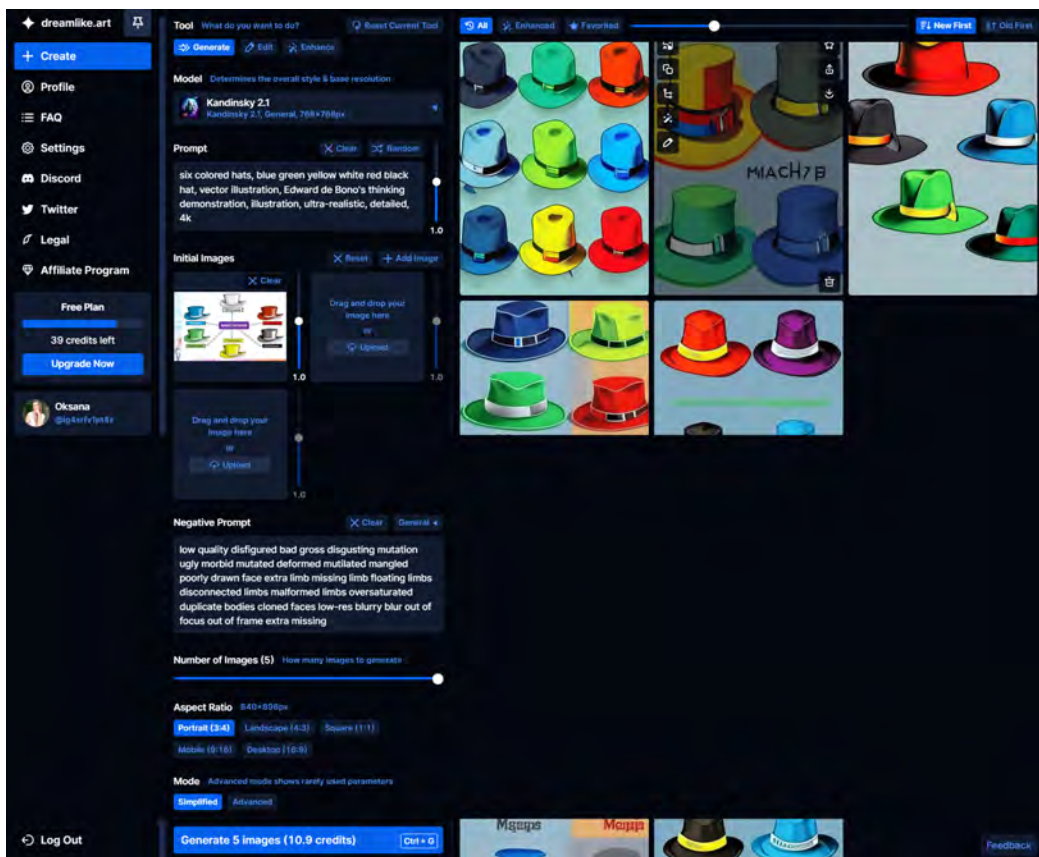 dreamlike.art
Create
Profile
FAQ
Settings
Discord
Twitter
Legal
Affiliate Program
Free Plan
39 credits left
Upgrade Now
Oksana
Log Out
Tool What do you want to do?
Current Tool
Generate Edit Enhance
Model Determines the overall style & base resolution
Kandinsky 2.1
Kandinsky 2.1, General, 768×768px
Prompt Clear Random
six colored hats, blue green yellow white red black
hat, vector illustration, Edward de Bono's thinking
demonstration, illustration, ultra-realistic, detailed,
4k
1.0
Initial Images Reset Add Image
Clear
1.0
Drag and drop your
image here
or
Upload
1.0
Drag and drop your
image here
or
Upload
1.0
Negative Prompt Clear General
low quality disfigured bad gross disgusting mutation
ugly morbid mutated deformed mutilated mangled
poorly drawn face extra limb missing limb floating limbs
disconnected limbs malformed limbs oversaturated
duplicate bodies cloned faces low-res blurry blur out of
focus out of frame extra missing
Number of Images (5) How many images to generate
Aspect Ratio
Portrait (3:4) Landscape (4:3) Square (1:1)
Mobile (9:16) Desktop (16:9)
Mode Advanced mode shows rarely used parameters
Simplified Advanced
Generate 5 images (10.9 credits) Ctrl + G
All Enhanced Favorited New First Old First
Feedback